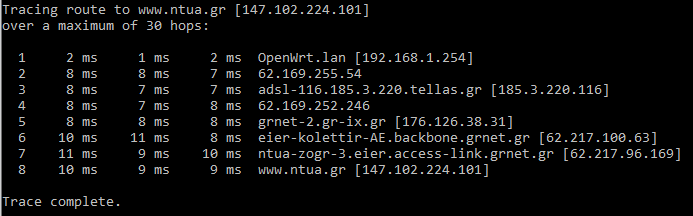 Tracing route to www.ntua.gr [147.102.224.101]
over a maximum of 30 hops:
1 2 ms 1 ms 2 ms OpenWrt.lan [192.168.1.254]
2 8 ms 8 ms 7 ms 62.169.255.54
3 8 ms 7 ms 7 ms adsl-116.185.3.220.tellas.gr [185.3.220.116]
4 8 ms 7 ms 8 ms 62.169.252.246
5 8 ms 8 ms 8 ms grnet-2.gr-ix.gr [176.126.38.31]
6 10 ms 11 ms 8 ms eier-kolettir-AE.backbone.grnet.gr [62.217.100.63]
7 11 ms 9 ms 10 ms ntua-zogr-3.eier.access-link.grnet.gr [62.217.96.169]
8 10 ms 9 ms 9 ms www.ntua.gr [147.102.224.101]
Trace complete.